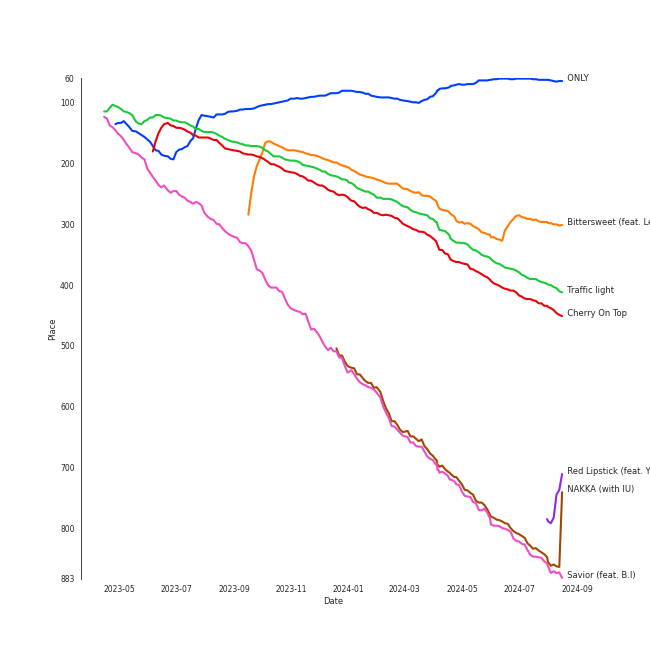 60
100
200
300
400
500
600
700
800
883
Place
2023-05
2023-07
2023-09
2023-11
2024-01
2024-03
2024-05
2024-07
2024-09
Date
ONLY
Bittersweet (feat. Le
Traffic light
Cherry On Top
Red Lipstick (feat. Y
NAKKA (with IU)
Savior (feat. B.I)